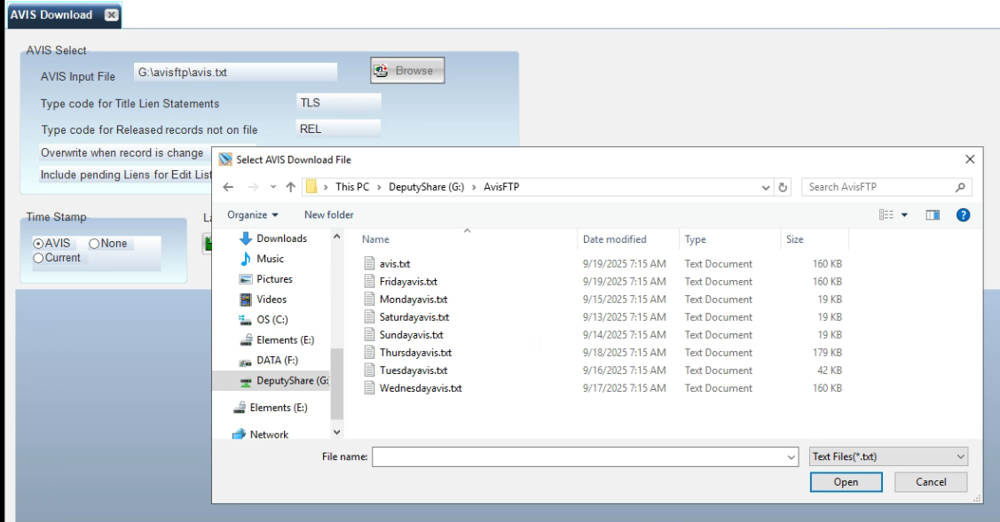 AVIS Download
AVIS Select
AVIS Input File G:\avisftp\avis.txt Browse
Type code for Title Lien Statements TLS
Type code for Released records not on file REL
Overwrite when record is change
Include pending Liens for Edit List
Time Stamp
AVIS None
Current
Select AVIS Download File
This PC > DeputyShare (G:) > AvisFTP
Search AvisFTP
Organize New folder
Downloads
Music
Pictures
Videos
OS (C:)
Elements (E:)
DATA (F:)
DeputyShare (G:
Elements (E:)
Network
Name Date modified Type Size
avis.txt 9/19/2025 7:15 AM Text Document 160 KB
Fridayavis.txt 9/19/2025 7:15 AM Text Document 160 KB
Mondayavis.txt 9/15/2025 7:15 AM Text Document 19 KB
Saturdayavis.txt 9/13/2025 7:15 AM Text Document 19 KB
Sundayavis.txt 9/14/2025 7:15 AM Text Document 19 KB
Thursdayavis.txt 9/18/2025 7:15 AM Text Document 179 KB
Tuesdayavis.txt 9/16/2025 7:15 AM Text Document 42 KB
Wednesdayavis.txt 9/17/2025 7:15 AM Text Document 160 KB
File name: Text Files(*.txt)
Open Cancel